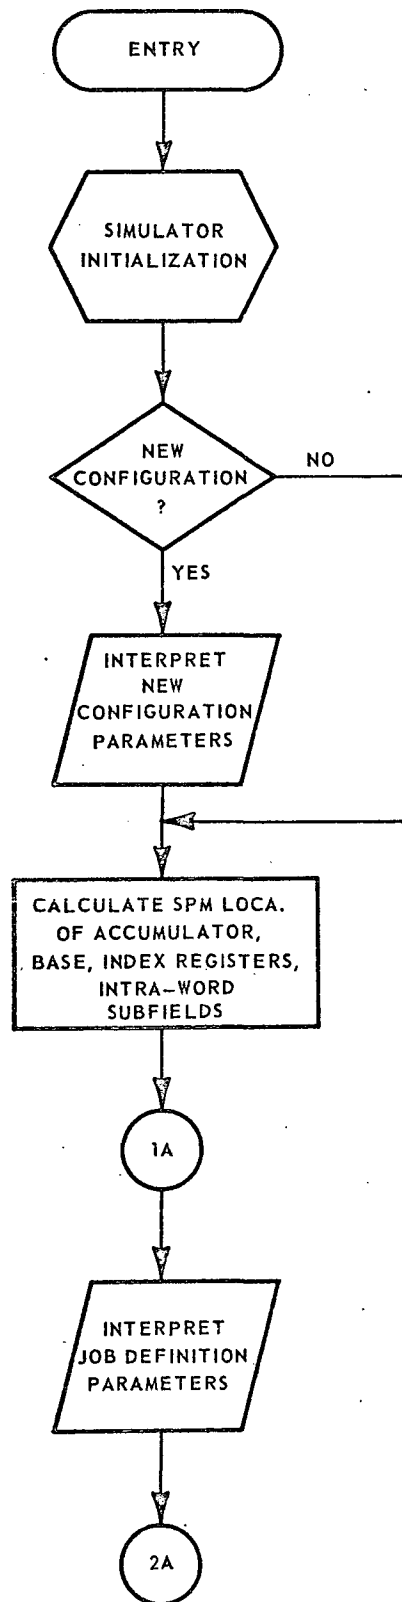 ENTRY
SIMULATOR
INITIALIZATION
NEW
CONFIGURATION
?
NO
YES
INTERPRET
NEW
CONFIGURATION
PARAMETERS
CALCULATE SPM LOCA.
OF ACCUMULATOR,
BASE, INDEX REGISTERS,
INTRA-WORD
SUBFIELDS
1A
INTERPRET
JOB DEFINITION
PARAMETERS
2A